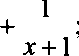 + 1/(x+1);